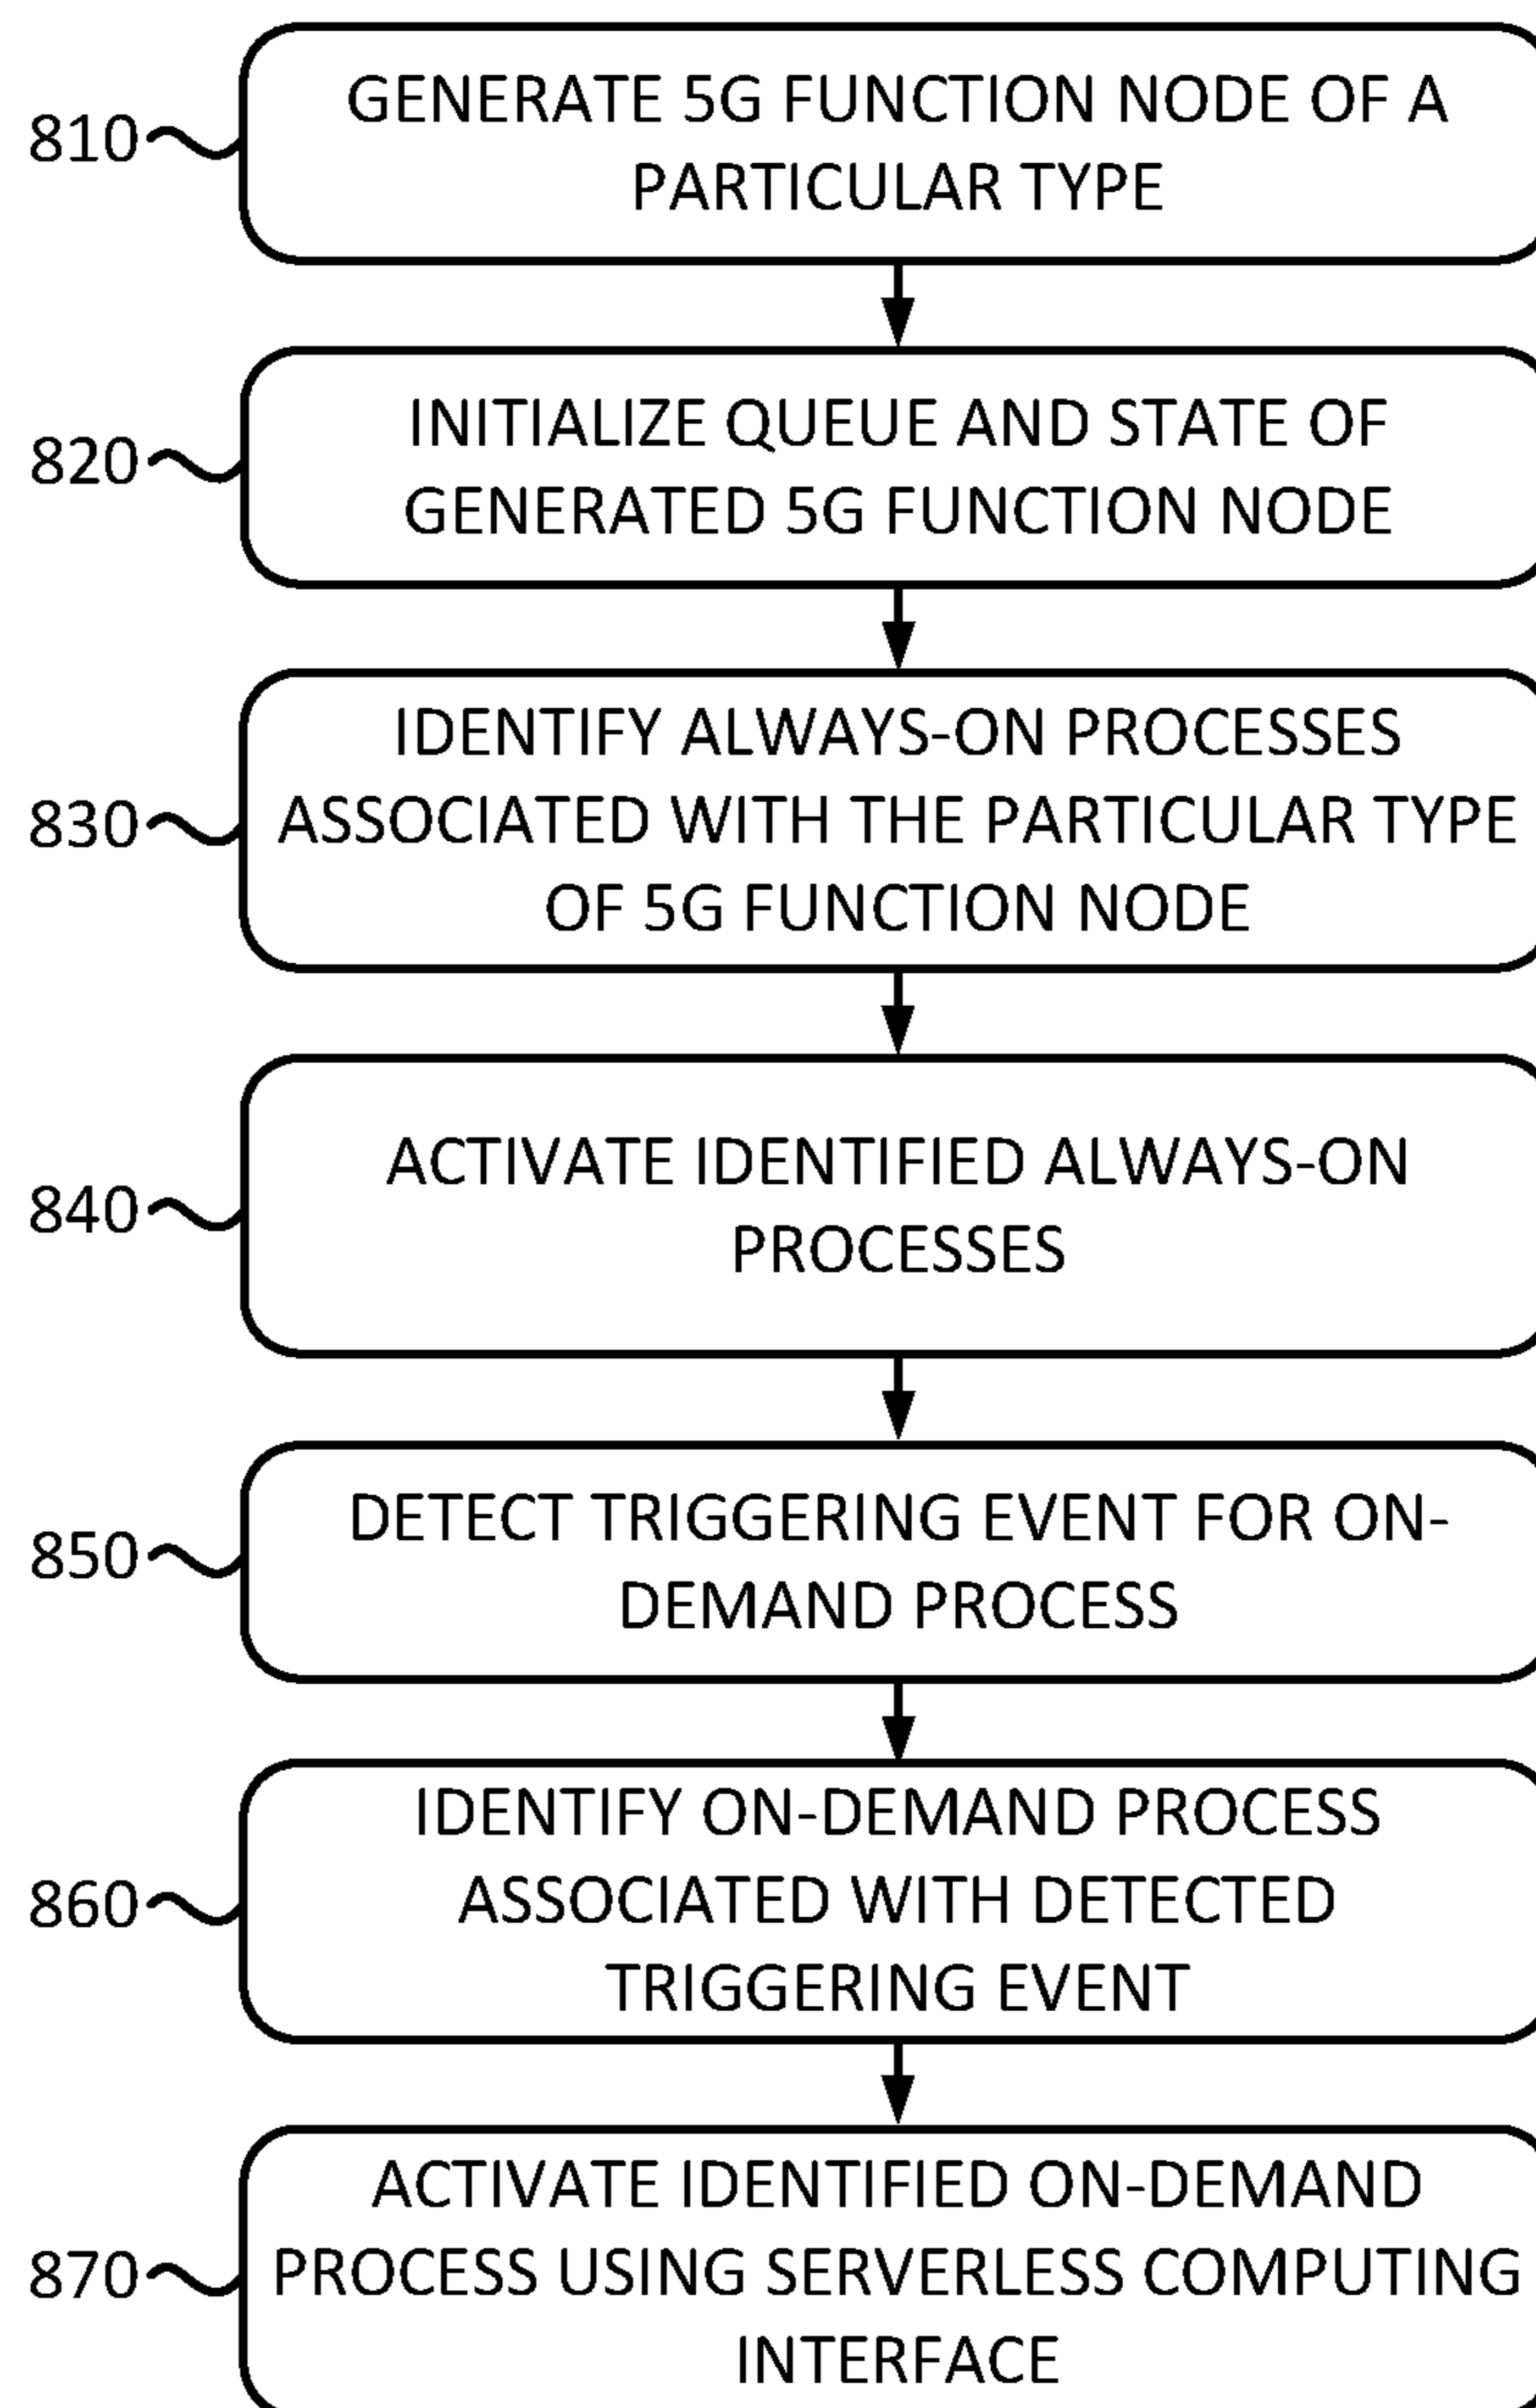 810
GENERATE 5G FUNCTION NODE OF A
PARTICULAR TYPE
820
INITIALIZE QUEUE AND STATE OF
GENERATED 5G FUNCTION NODE
830
IDENTIFY ALWAYS-ON PROCESSES
ASSOCIATED WITH THE PARTICULAR TYPE
OF 5G FUNCTION NODE
840
ACTIVATE IDENTIFIED ALWAYS-ON
PROCESSES
850
DETECT TRIGGERING EVENT FOR ON-
DEMAND PROCESS
860
IDENTIFY ON-DEMAND PROCESS
ASSOCIATED WITH DETECTED
TRIGGERING EVENT
870
ACTIVATE IDENTIFIED ON-DEMAND
PROCESS USING SERVERLESS COMPUTING
INTERFACE